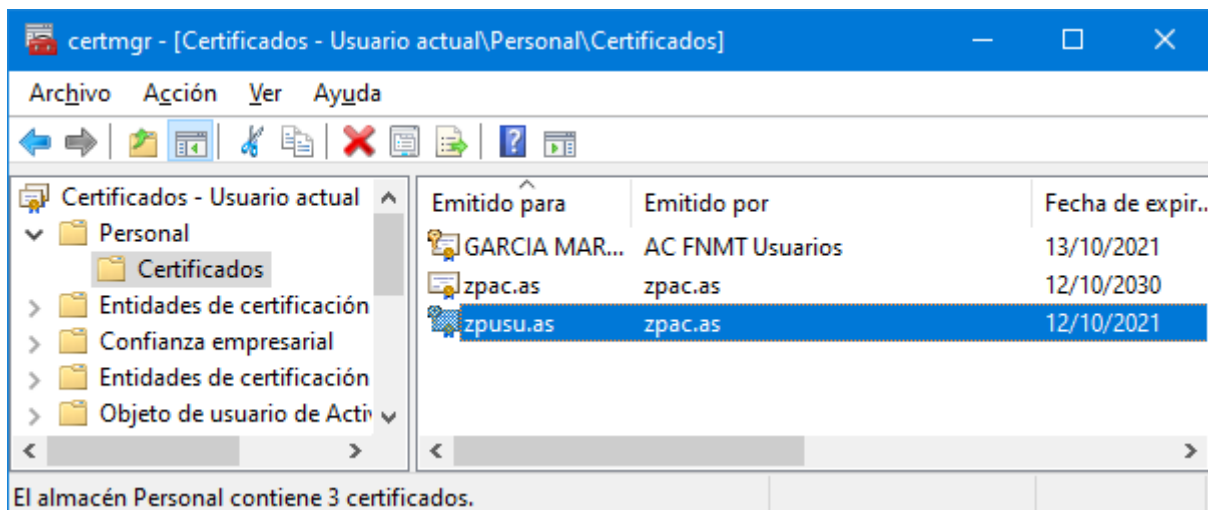 certmgr - [Certificados - Usuario actual\Personal\Certificados]
Archivo Acción Ver Ayuda
Certificados - Usuario actual
Personal
Certificados
Entidades de certificación
Confianza empresarial
Entidades de certificación
Objeto de usuario de Activ
Emitido para Emitido por Fecha de expir..
GARCIA MAR... AC FNMT Usuarios 13/10/2021
zpac.as zpac.as 12/10/2030
zpusu.as zpac.as 12/10/2021
El almacén Personal contiene 3 certificados.